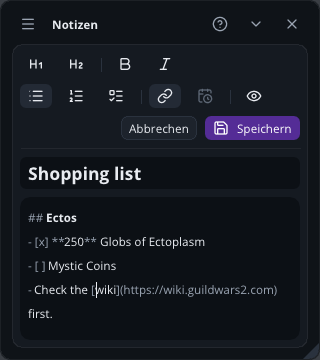 Notizen
H1 H2 B I
Abbrechen Speichern
Shopping list
## Ectos
- [x] **250** Globs of Ectoplasm
- [ ] Mystic Coins
- Check the [wiki](https://wiki.guildwars2.com)
first.